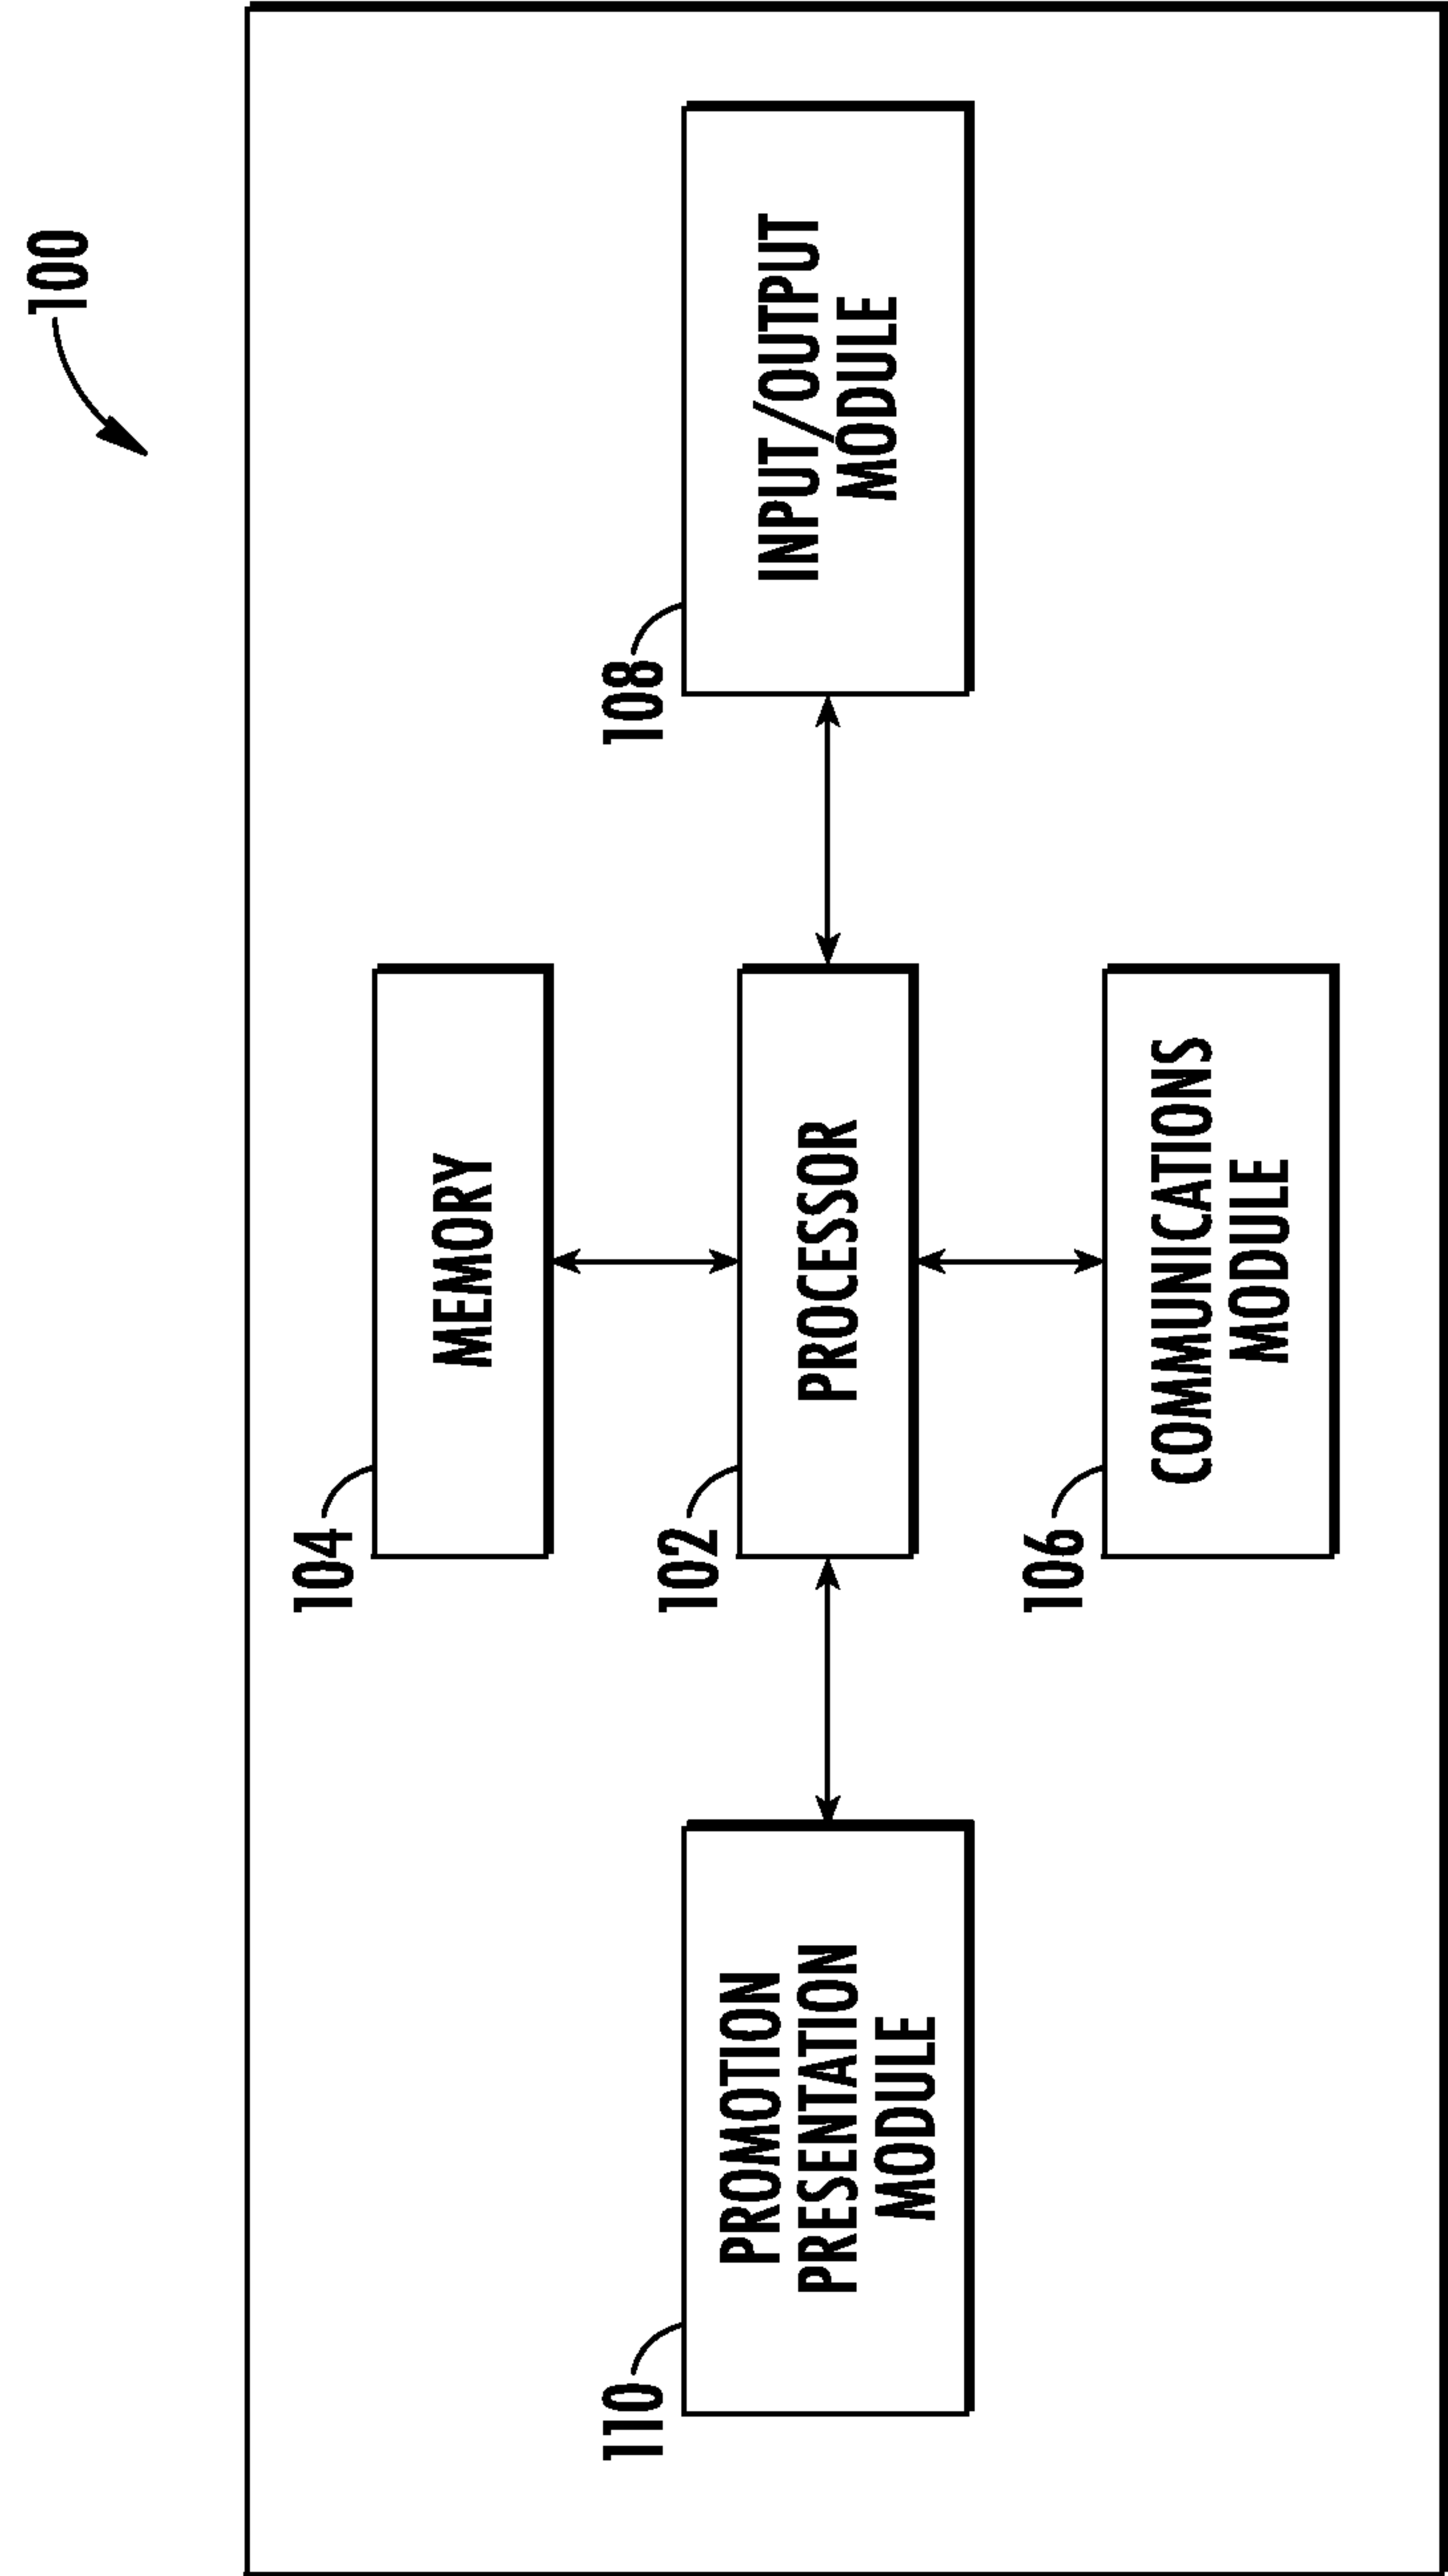 100
104
MEMORY
110
PROMOTION
PRESENTATION
MODULE
102
PROCESSOR
108
INPUT/OUTPUT
MODULE
106
COMMUNICATIONS
MODULE